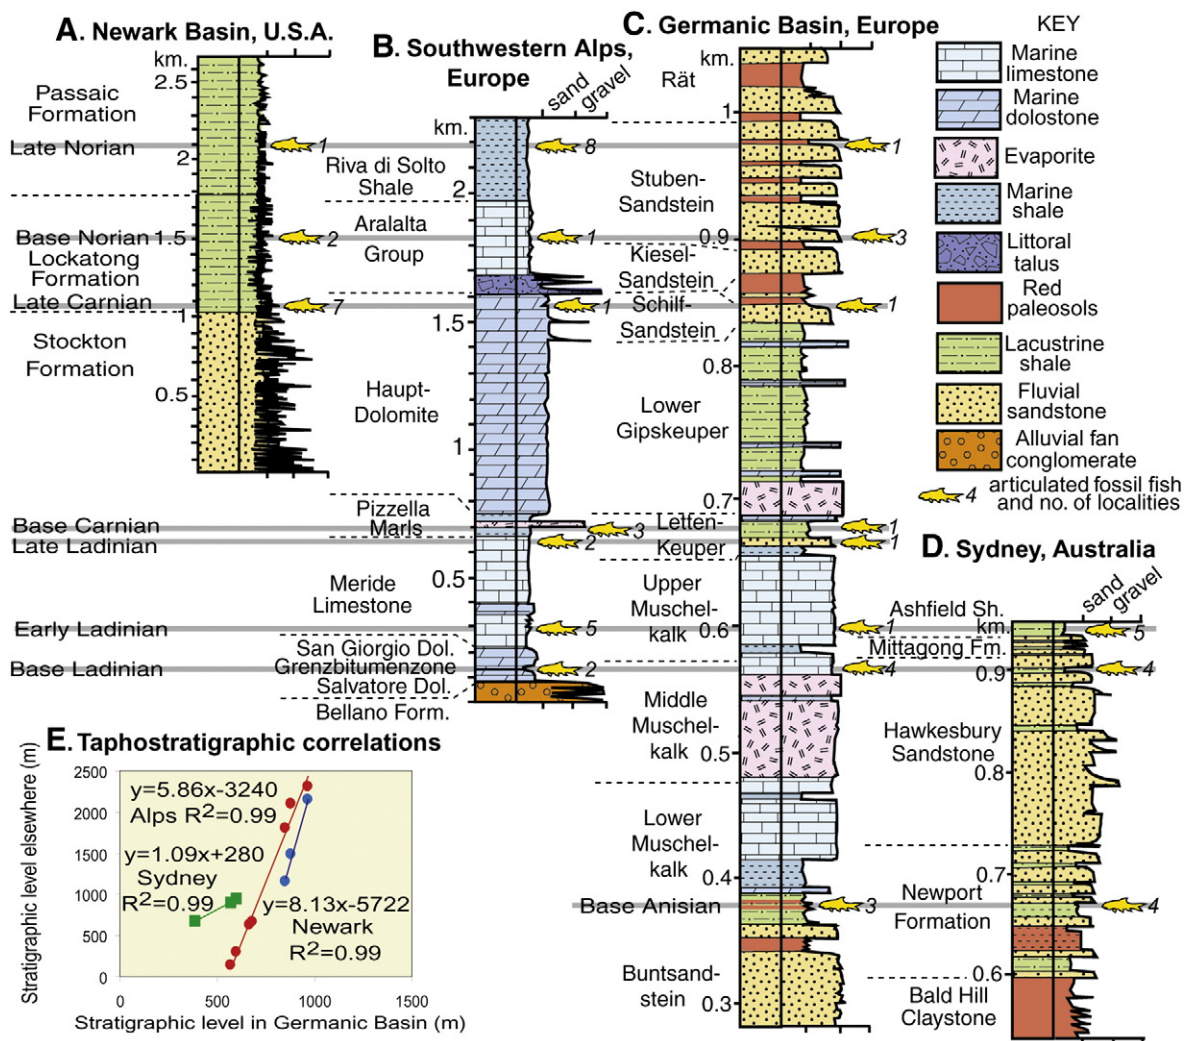 A. Newark Basin, U.S.A.
km.
2.5
Passaic
Formation
Late Norian
2
1
Base Norian
1.5
2
Lockatong
Formation
Late Carnian
7
1
Stockton
Formation
0.5
B. Southwestern Alps,
Europe
sand
gravel
km.
8
Riva di Solto
Shale
2
Aralalta
Group
1
1
1.5
Haupt-
Dolomite
1
Pizzella
Marls
Base Carnian
3
Late Ladinian
2
0.5
Meride
Limestone
Early Ladinian
5
San Giorgio Dol.
Base Ladinian
Grenzbitumenzone
2
Salvatore Dol.
Bellano Form.
C. Germanic Basin, Europe
km.
Rät
1
1
Stuben-
Sandstein
0.9
3
Kiesel-
Sandstein
Schilf-
Sandstein
1
0.8
Lower
Gipskeuper
0.7
Letten-
Keuper
1
1
Upper
Muschel-
kalk
0.6
1
4
Middle
Muschel-
kalk
0.5
Lower
Muschel-
kalk
0.4
Base Anisian
3
Buntsand-
stein
0.3
KEY
Marine
limestone
Marine
dolostone
Evaporite
Marine
shale
Littoral
talus
Red
paleosols
Lacustrine
shale
Fluvial
sandstone
Alluvial fan
conglomerate
4
articulated fossil fish
and no. of localities
D. Sydney, Australia
sand
gravel
Ashfield Sh.
km.
5
Mittagong Fm.
0.9
4
Hawkesbury
Sandstone
0.8
0.7
Newport
Formation
4
0.6
Bald Hill
Claystone
E. Taphostratigraphic correlations
Stratigraphic level elsewhere (m)
2500
2000
1500
1000
500
0
y=5.86x-3240
Alps R2=0.99
y=1.09x+280
Sydney
R2=0.99
y=8.13x-5722
Newark
R2=0.99
0
500
1000
1500
Stratigraphic level in Germanic Basin (m)